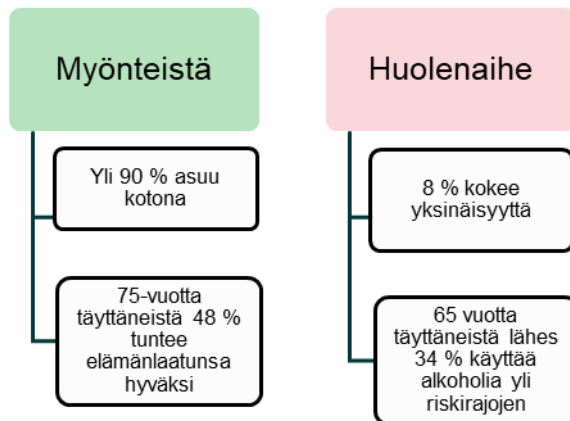 Myönteistä
Yli 90 % asuu
kotona
75-vuotta
täyttäneistä 48 %
tuntee
elämänlaatunsa
hyväksi
Huolenaihe
8 % kokee
yksinäisyyttä
65 vuotta
täyttäneistä lähes
34 % käyttää
alkoholia yli
riskirajojen